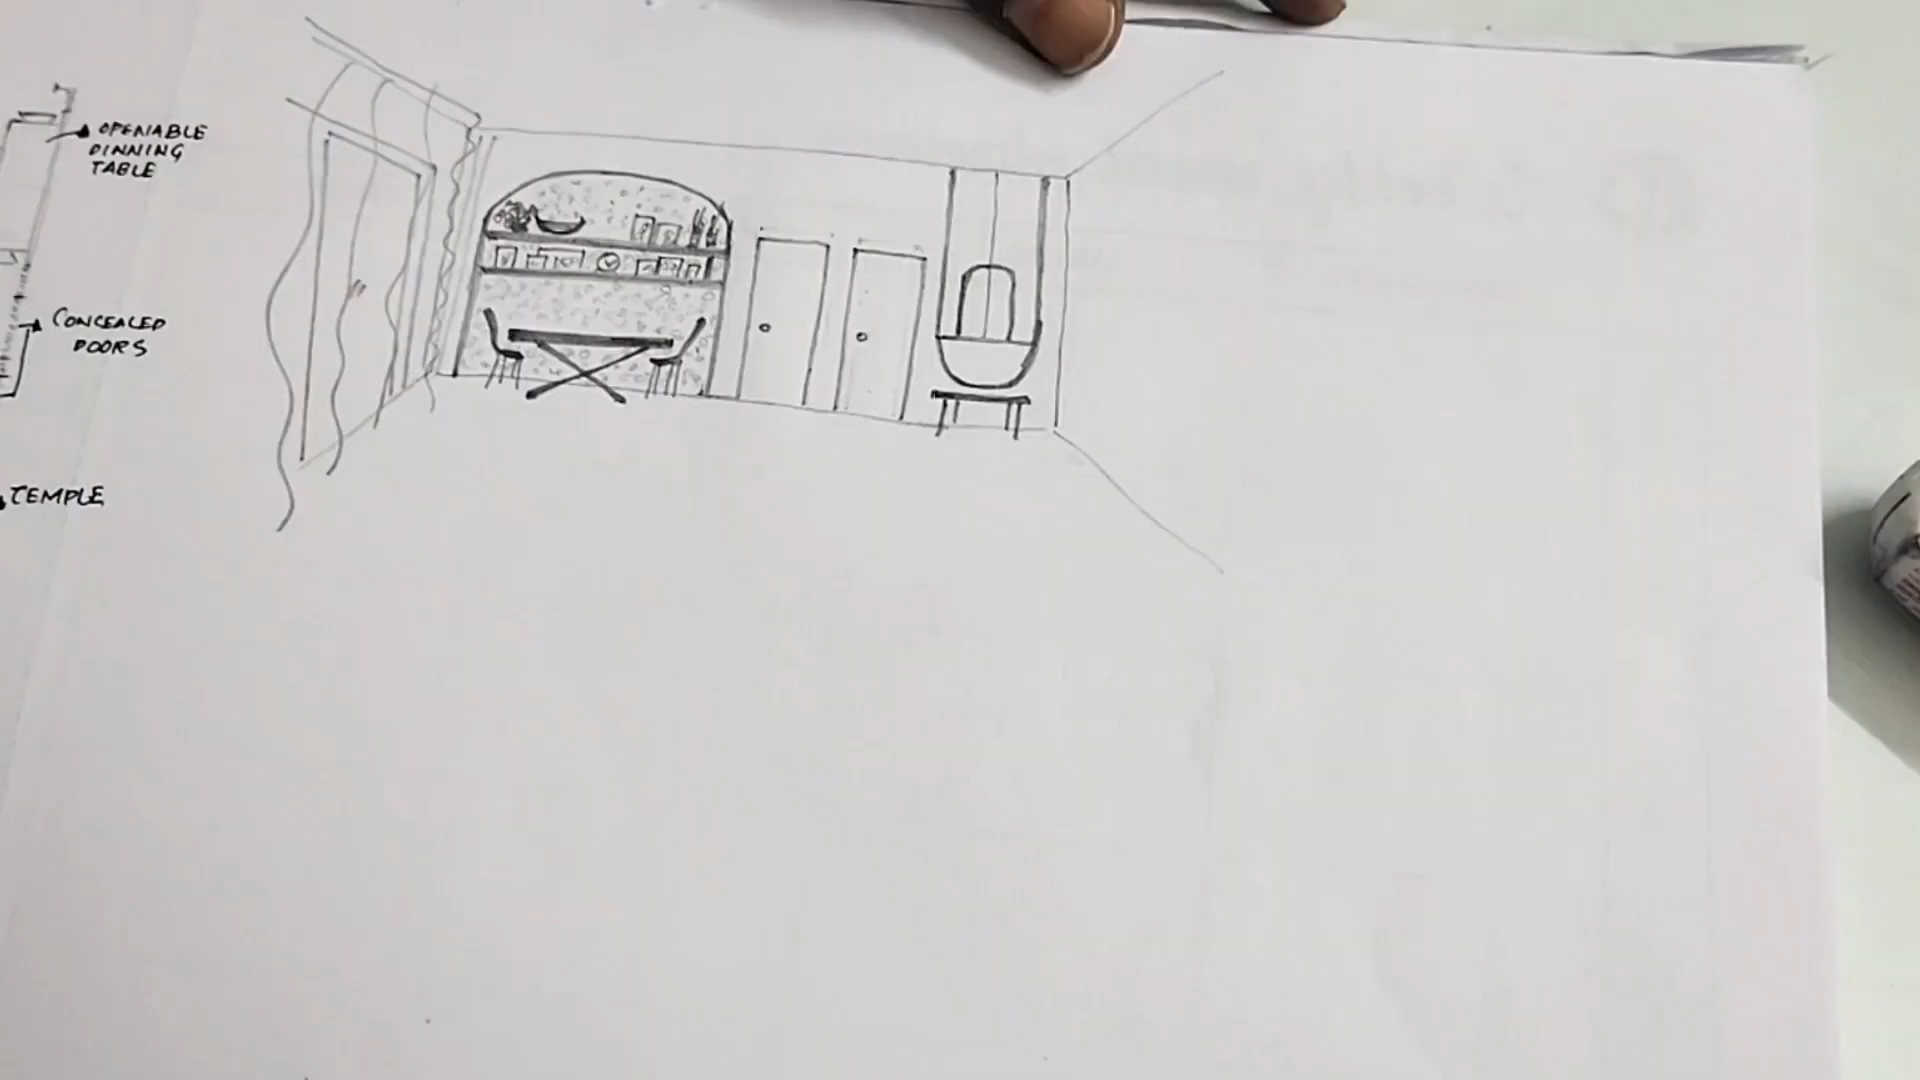 OPENABLE
DINNING
TABLE
CONCEALED
DOORS
TEMPLE